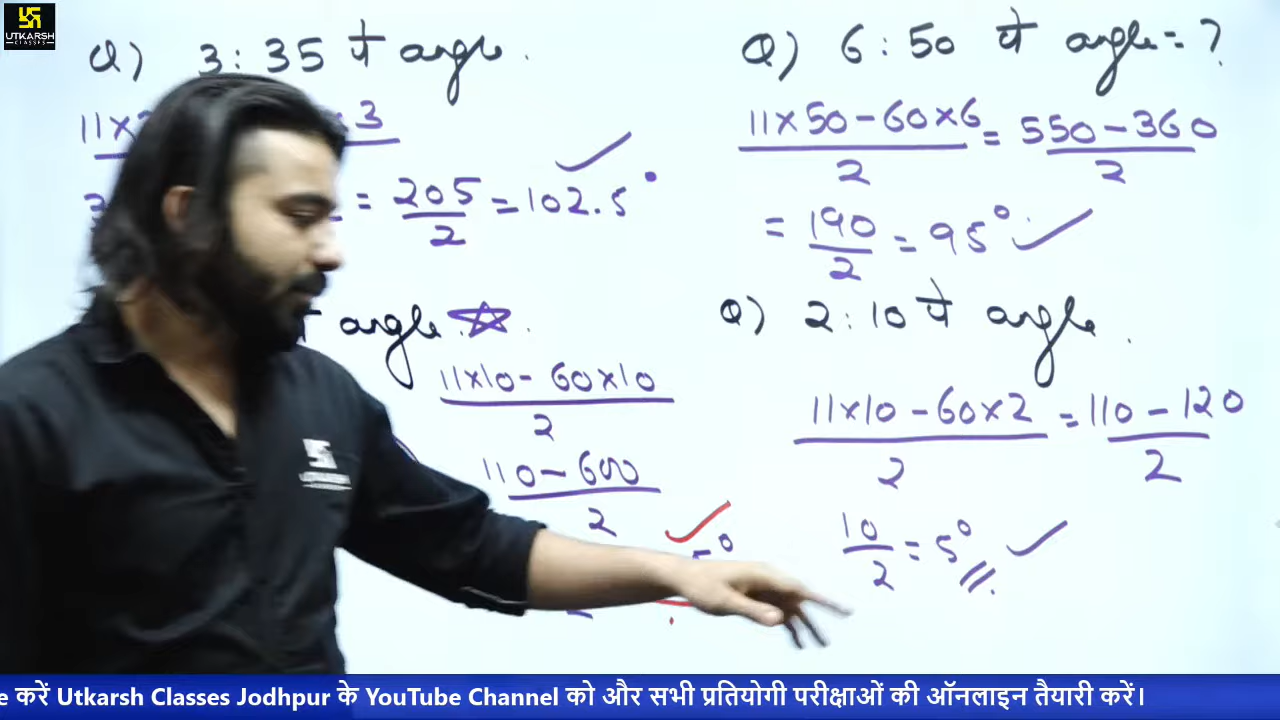 UTKARSH
CLASSES
Q) 3:35 पे angle.
11×3
× 3
= 205/2 = 102.5°
angle.
11×10 - 60×10
2
110 - 600
2
Q) 6:50 पे angle = ?
11×50 - 60×6 = 550 - 360
2 2
= 190/2 = 95°
Q) 2:10 पे angle.
11×10 - 60×2 = 110 - 120
2 2
10/2 = 5°
UTKARSH
करें Utkarsh Classes Jodhpur के YouTube Channel को और सभी प्रतियोगी परीक्षाओं की ऑनलाइन तैयारी करें।